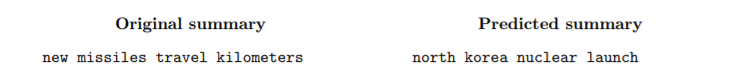 Original summary Predicted summary
new missiles travel kilometers north korea nuclear launch